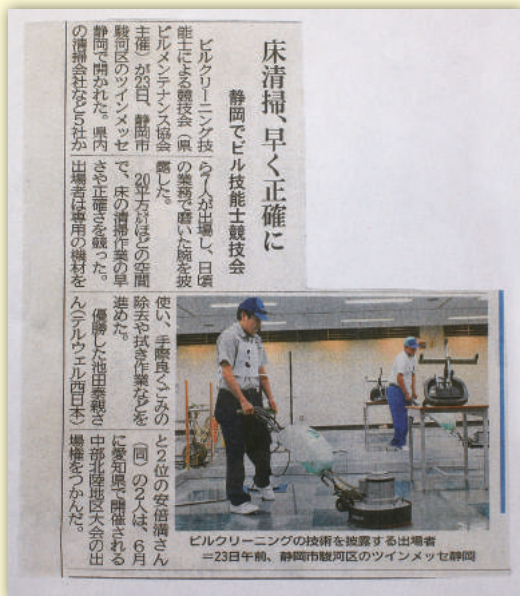 床清掃、早く正確に
静岡でビル技能士競技会
ビルクリーニング技
能士による競技会(県
ビルメンテナンス協会
主催)が23日、静岡市
駿河区のツインメッセ
静岡で開かれた。県内
の清掃会社など5社か
ら7人が出場し、日頃
の業務で磨いた腕を披
露した。
20平方㍍ほどの空間
で、床の清掃作業の早
さや正確さを競った。
出場者は専用の機材を
使い、手際良くごみの
除去や拭き作業などを
進めた。
優勝した池田泰親さ
ん(テルウェル西日本)
と2位の安倍満さん
(同)の2人は、6月
に愛知県で開催される
中部北陸地区大会の出
場権をつかんだ。
ビルクリーニングの技術を披露する出場者
=23日午前、静岡市駿河区のツインメッセ静岡